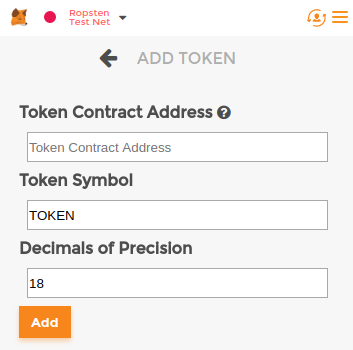 Ropsten
Test Net
ADD TOKEN
Token Contract Address ?
Token Contract Address
Token Symbol
TOKEN
Decimals of Precision
18
Add